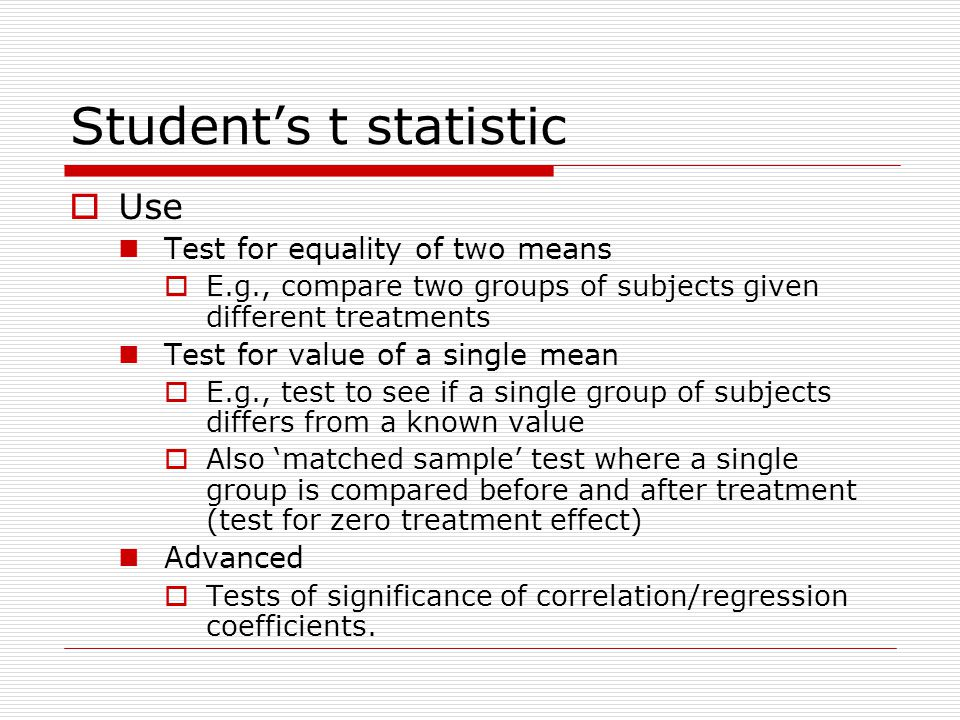 Student’s t statistic
Use
Test for equality of two means
E.g., compare two groups of subjects given
different treatments
Test for value of a single mean
E.g., test to see if a single group of subjects
differs from a known value
Also ‘matched sample’ test where a single
group is compared before and after treatment
(test for zero treatment effect)
Advanced
Tests of significance of correlation/regression
coefficients.